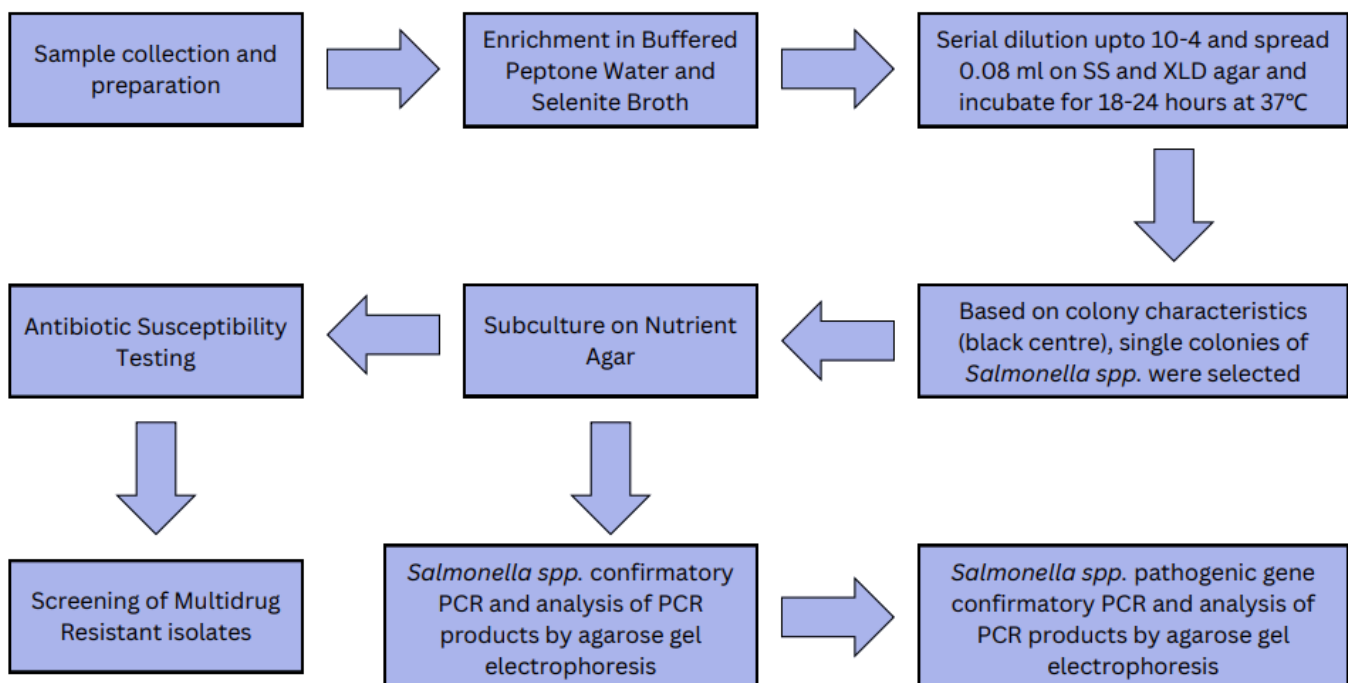 Sample collection and
preparation
Enrichment in Buffered
Peptone Water and
Selenite Broth
Serial dilution upto 10-4 and spread
0.08 ml on SS and XLD agar and
incubate for 18-24 hours at 37℃
Based on colony characteristics
(black centre), single colonies of
Salmonella spp. were selected
Subculture on Nutrient
Agar
Antibiotic Susceptibility
Testing
Screening of Multidrug
Resistant isolates
Salmonella spp. confirmatory
PCR and analysis of PCR
products by agarose gel
electrophoresis
Salmonella spp. pathogenic gene
confirmatory PCR and analysis of
PCR products by agarose gel
electrophoresis